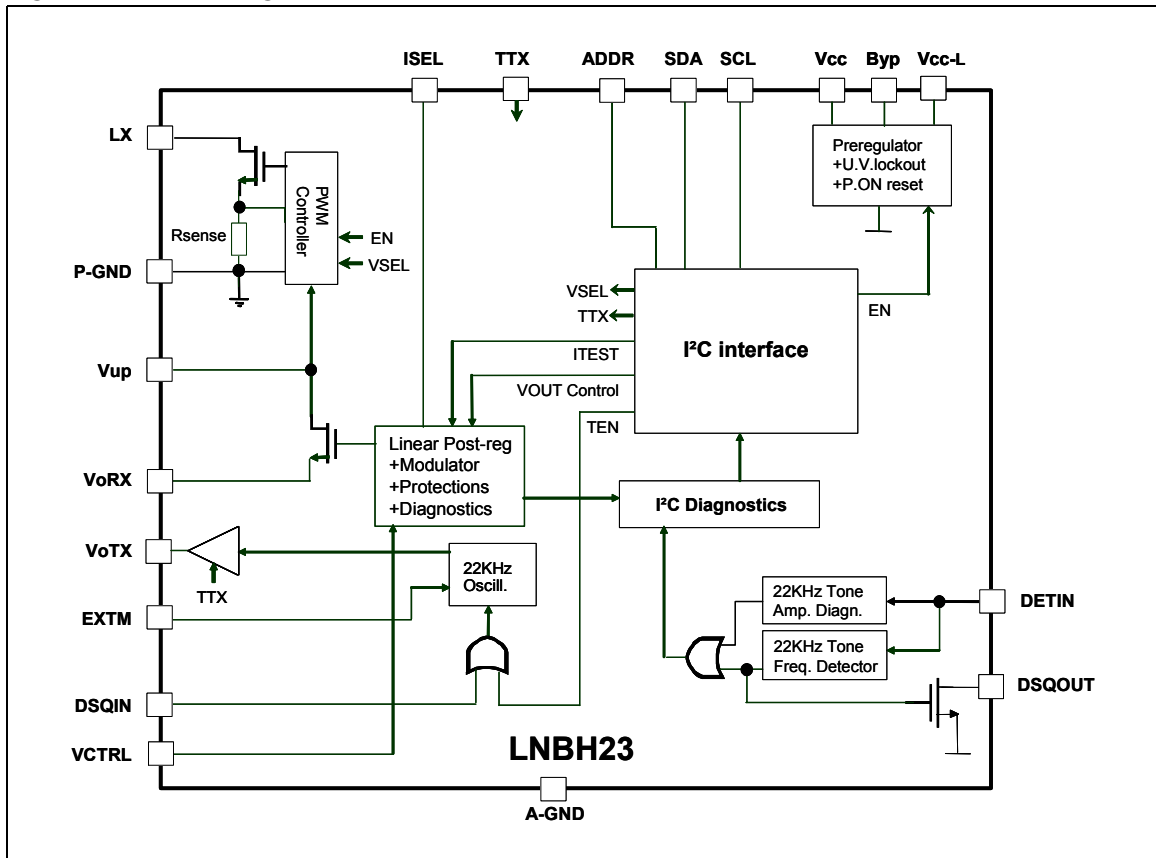 ISEL
TTX
ADDR
SDA
SCL
Vcc
Byp
Vcc-L
LX
P-GND
Vup
VoRX
VoTX
EXTM
DSQIN
VCTRL
PWM
Controller
Rsense
EN
VSEL
Preregulator
+U.V.lockout
+P.ON reset
VSEL
TTX
ITEST
VOUT Control
TEN
I²C interface
EN
Linear Post-reg
+Modulator
+Protections
+Diagnostics
I²C Diagnostics
TTX
22KHz
Oscill.
22KHz Tone
Amp. Diagn.
22KHz Tone
Freq. Detector
DETIN
DSQOUT
LNBH23
A-GND